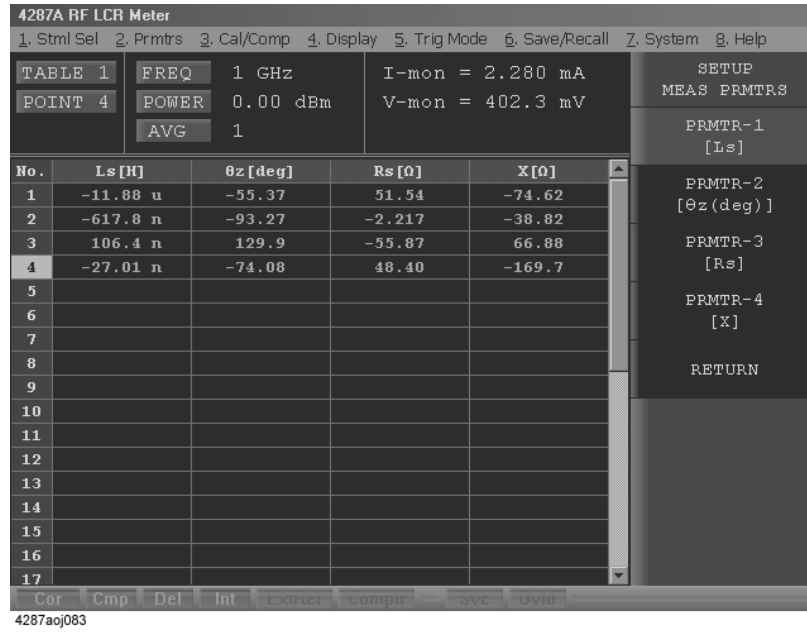 4287A RF LCR Meter
1. Stml Sel 2. Prmtrs 3. Cal/Comp 4. Display 5. Trig Mode 6. Save/Recall 7. System 8. Help
TABLE 1 FREQ 1 GHz I-mon = 2.280 mA
POINT 4 POWER 0.00 dBm V-mon = 402.3 mV
AVG 1
SETUP
MEAS PRMTRS
PRMTR-1
[Ls]
PRMTR-2
[θz(deg)]
PRMTR-3
[Rs]
PRMTR-4
[X]
RETURN
No. Ls[H] θz[deg] Rs[Ω] X[Ω]
1 -11.88 u -55.37 51.54 -74.62
2 -617.8 n -93.27 -2.217 -38.82
3 106.4 n 129.9 -55.87 66.88
4 -27.01 n -74.08 48.40 -169.7
5
6
7
8
9
10
11
12
13
14
15
16
17
Cor Cmp Del Int ExtRef Comptr Svc Ovld
4287aoj083